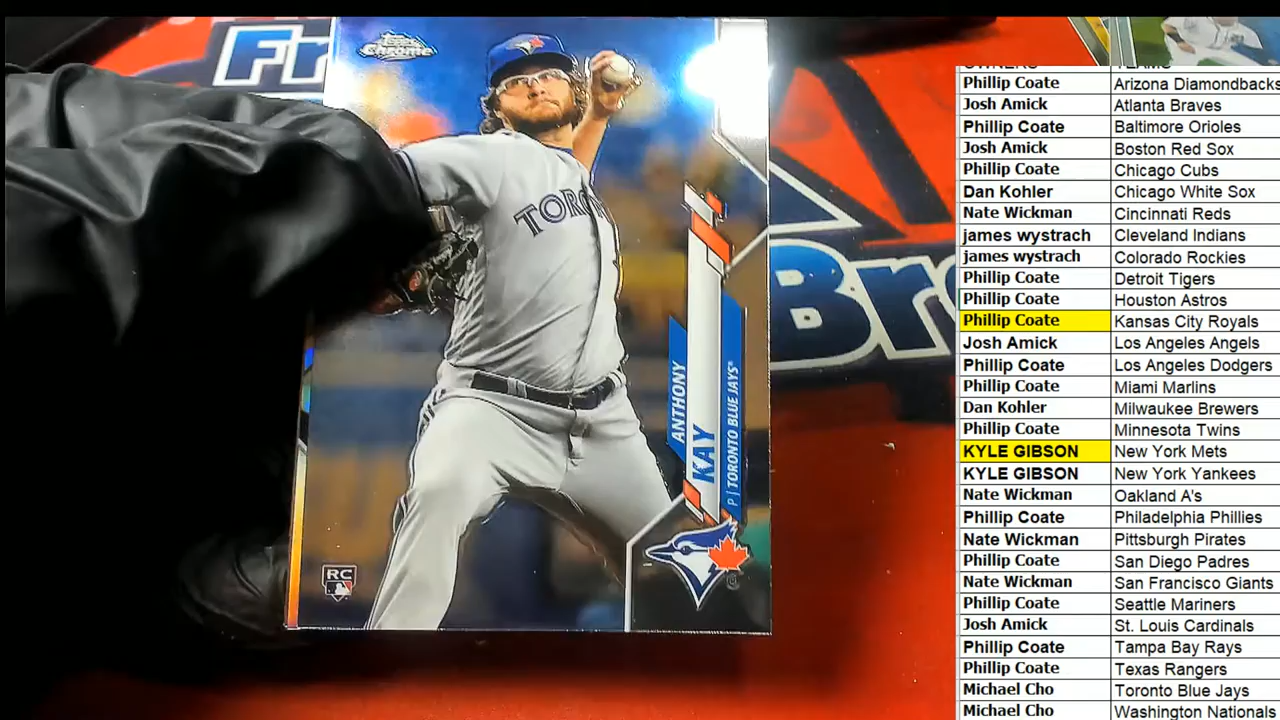 Fr
Topps
Chrome
TORO
Br
ANTHONY
KAY
P | TORONTO BLUE JAYS®
RC
OWNERS TEAMS
Phillip Coate Arizona Diamondbacks
Josh Amick Atlanta Braves
Phillip Coate Baltimore Orioles
Josh Amick Boston Red Sox
Phillip Coate Chicago Cubs
Dan Kohler Chicago White Sox
Nate Wickman Cincinnati Reds
james wystrach Cleveland Indians
james wystrach Colorado Rockies
Phillip Coate Detroit Tigers
Phillip Coate Houston Astros
Phillip Coate Kansas City Royals
Josh Amick Los Angeles Angels
Phillip Coate Los Angeles Dodgers
Phillip Coate Miami Marlins
Dan Kohler Milwaukee Brewers
Phillip Coate Minnesota Twins
KYLE GIBSON New York Mets
KYLE GIBSON New York Yankees
Nate Wickman Oakland A's
Phillip Coate Philadelphia Phillies
Nate Wickman Pittsburgh Pirates
Phillip Coate San Diego Padres
Nate Wickman San Francisco Giants
Phillip Coate Seattle Mariners
Josh Amick St. Louis Cardinals
Phillip Coate Tampa Bay Rays
Phillip Coate Texas Rangers
Michael Cho Toronto Blue Jays
Michael Cho Washington Nationals